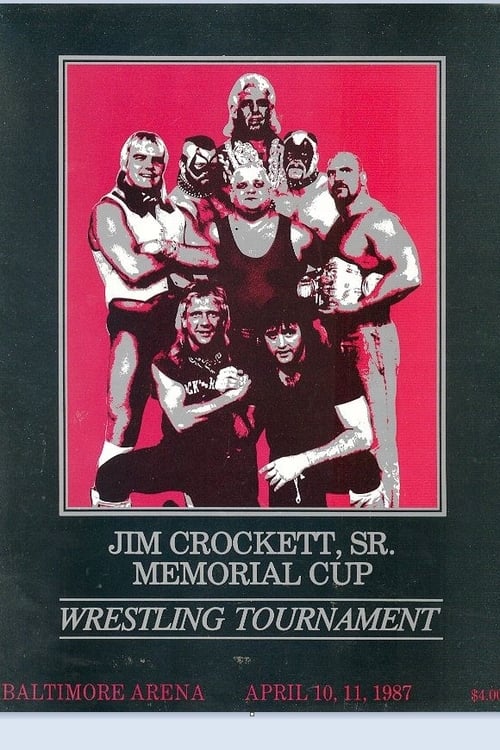 JIM CROCKETT, SR.
MEMORIAL CUP
WRESTLING TOURNAMENT
BALTIMORE ARENA APRIL 10, 11, 1987 $4.00